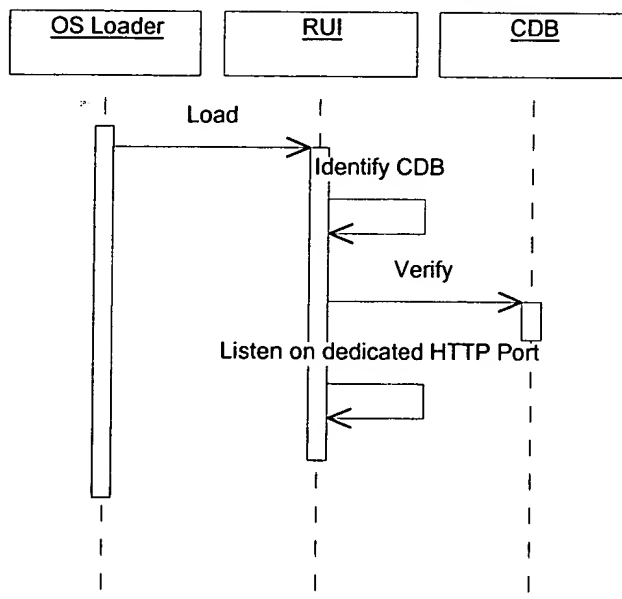 OS Loader
RUI
CDB
Load
Identify CDB
Verify
Listen on dedicated HTTP Port